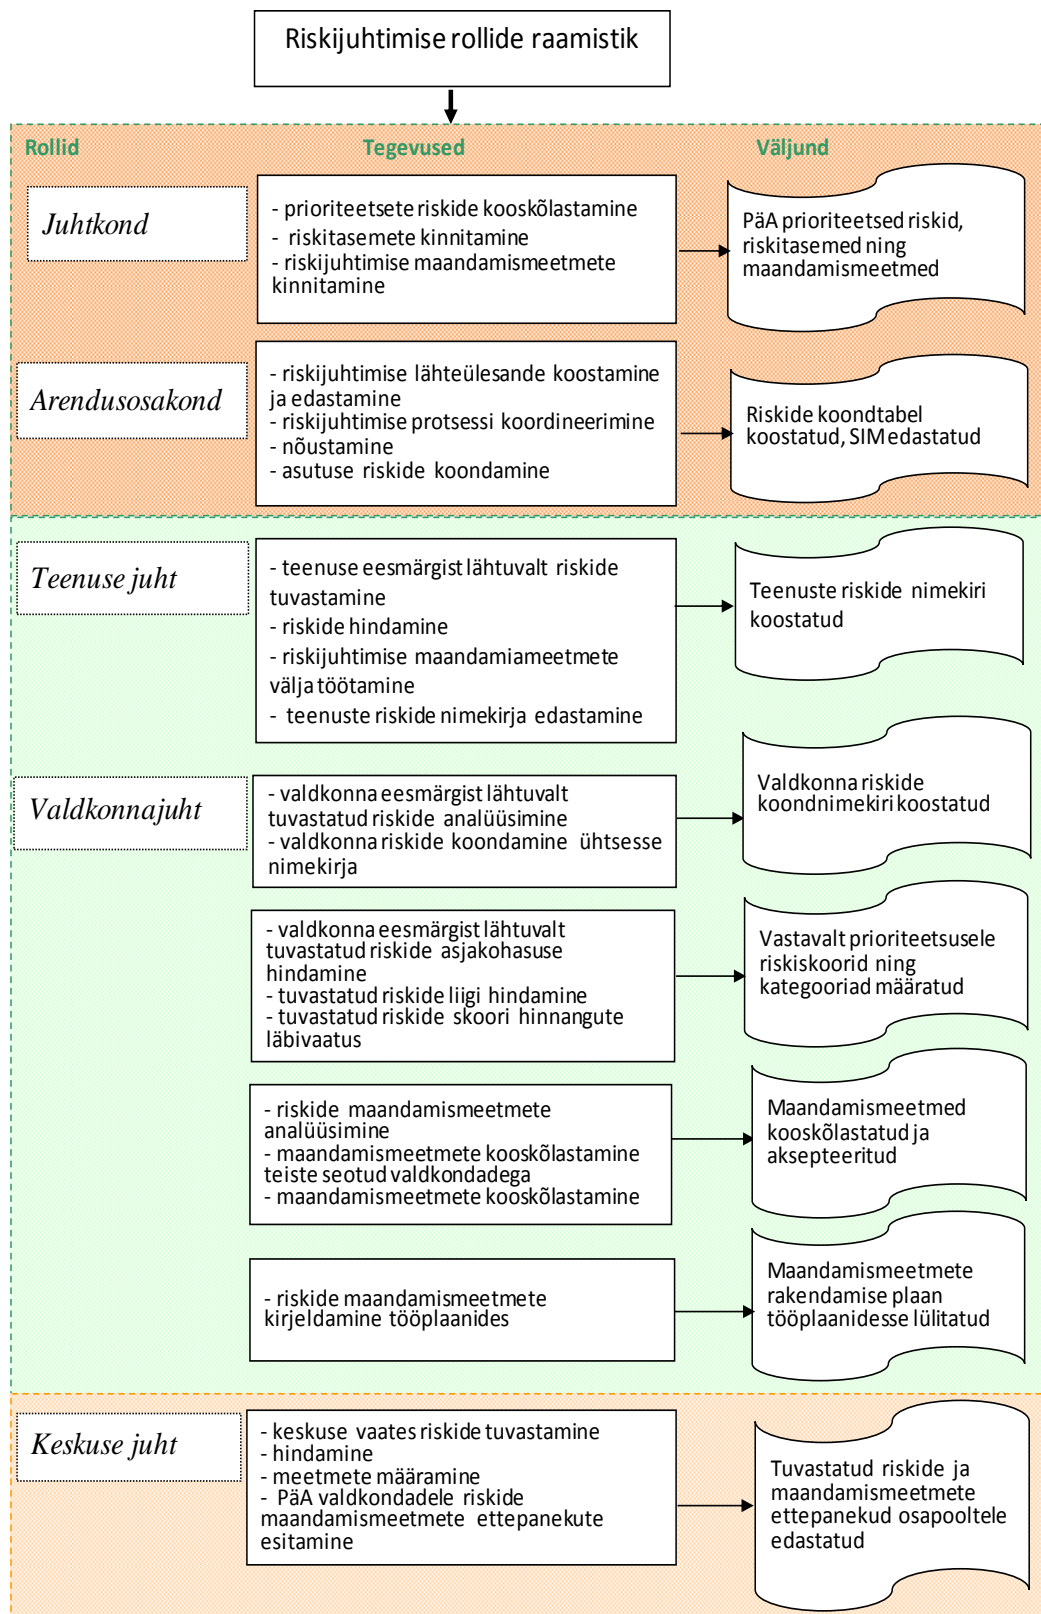 Riskijuhtimise rollide raamistik
Rollid
Tegevused
Väljund
Juhtkond
- prioriteetsete riskide kooskõlastamine
- riskitasemete kinnitamine
- riskijuhtimise maandamismeetmete
kinnitamine
PäA prioriteetsed riskid,
riskitasemed ning
maandamismeetmed
Arendusosakond
- riskijuhtimise lähteülesande koostamine
ja edastamine
- riskijuhtimise protsessi koordineerimine
- nõustamine
- asutuse riskide koondamine
Riskide koondtabel
koostatud, SIM edastatud
Teenuse juht
- teenuse eesmärgist lähtuvalt riskide
tuvastamine
- riskide hindamine
- riskijuhtimise maandamiameetmete
välja töötamine
- teenuste riskide nimekirja edastamine
Teenuste riskide nimekiri
koostatud
Valdkonnajuht
- valdkonna eesmärgist lähtuvalt
tuvastatud riskide analüüsimine
- valdkonna riskide koondamine ühtsesse
nimekirja
Valdkonna riskide
koondnimekiri koostatud
- valdkonna eesmärgist lähtuvalt
tuvastatud riskide asjakohasuse
hindamine
- tuvastatud riskide liigi hindamine
- tuvastatud riskide skoori hinnangute
läbivaatus
Vastavalt prioriteetsusele
riskiskoorid ning
kategooriad määratud
- riskide maandamismeetmete
analüüsimine
- maandamismeetmete kooskõlastamine
teiste seotud valdkondadega
- maandamismeetmete kooskõlastamine
Maandamismeetmed
kooskõlastatud ja
aksepteeritud
- riskide maandamismeetmete
kirjeldamine tööplaanides
Maandamismeetmete
rakendamise plaan
tööplaanidesse lülitatud
Keskuse juht
- keskuse vaates riskide tuvastamine
- hindamine
- meetmete määramine
- PäA valdkondadele riskide
maandamismeetmete ettepanekute
esitamine
Tuvastatud riskide ja
maandamismeetmete
ettepanekud osapooltele
edastatud